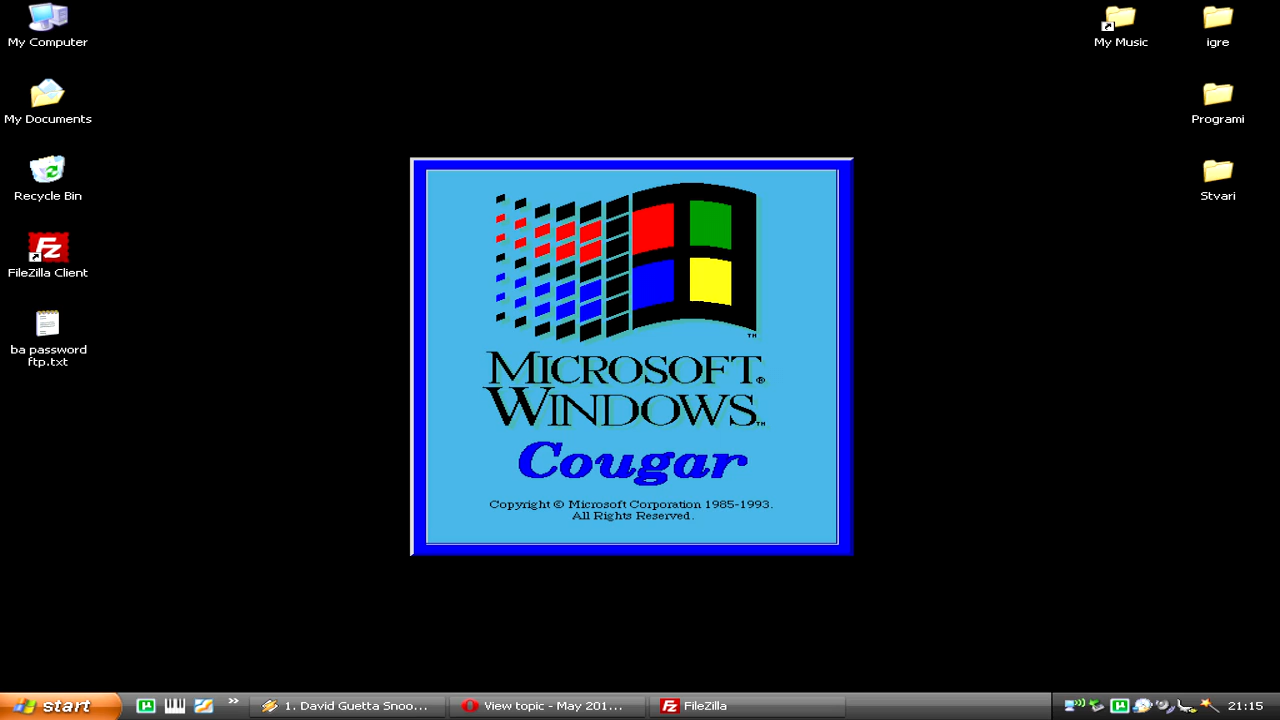 My Computer
My Documents
Recycle Bin
FileZilla Client
ba password
ftp.txt
My Music
igre
Programi
Stvari
TM
MICROSOFT®
WINDOWS™
Cougar
Copyright © Microsoft Corporation 1985-1993.
All Rights Reserved.
start
1. David Guetta Snoo...
View topic - May 201...
FileZilla
21:15